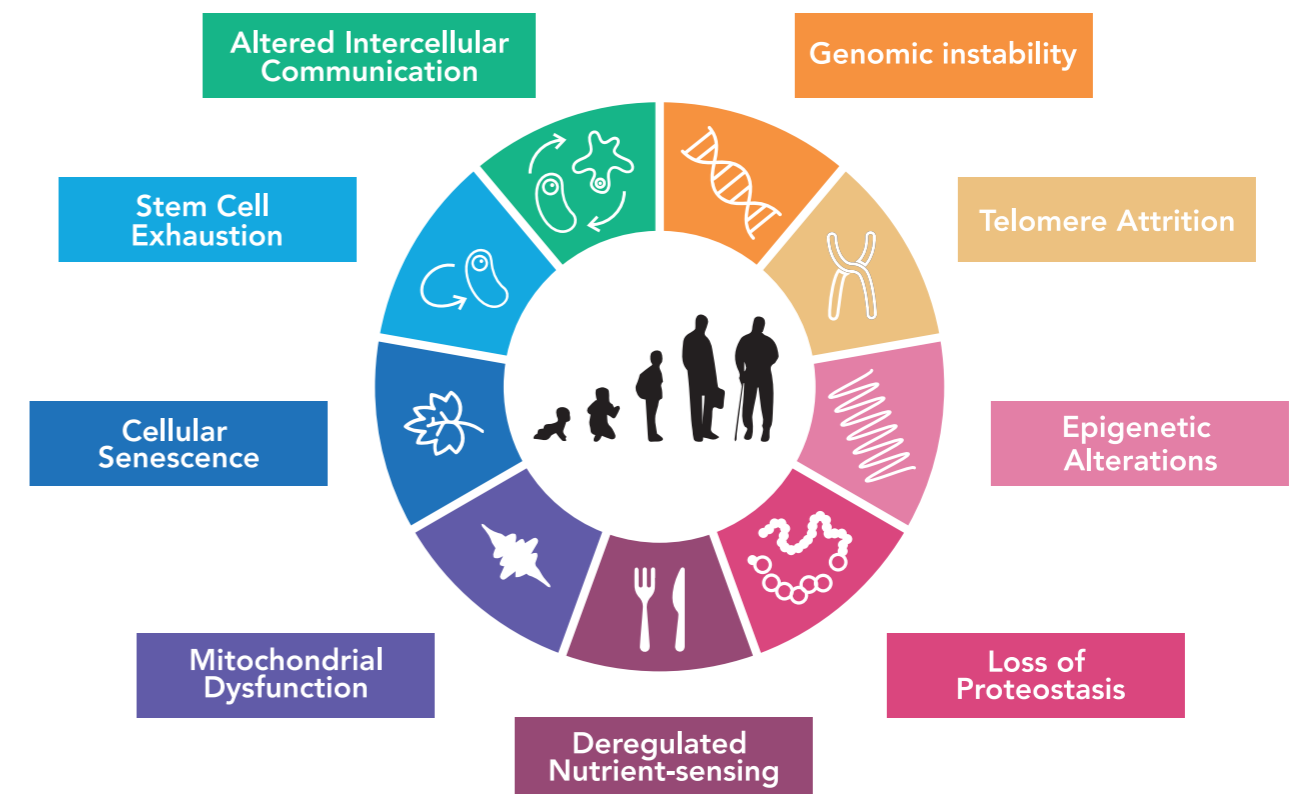 Altered Intercellular
Communication
Genomic instability
Stem Cell
Exhaustion
Telomere Attrition
Cellular
Senescence
Epigenetic
Alterations
Mitochondrial
Dysfunction
Loss of
Proteostasis
Deregulated
Nutrient-sensing